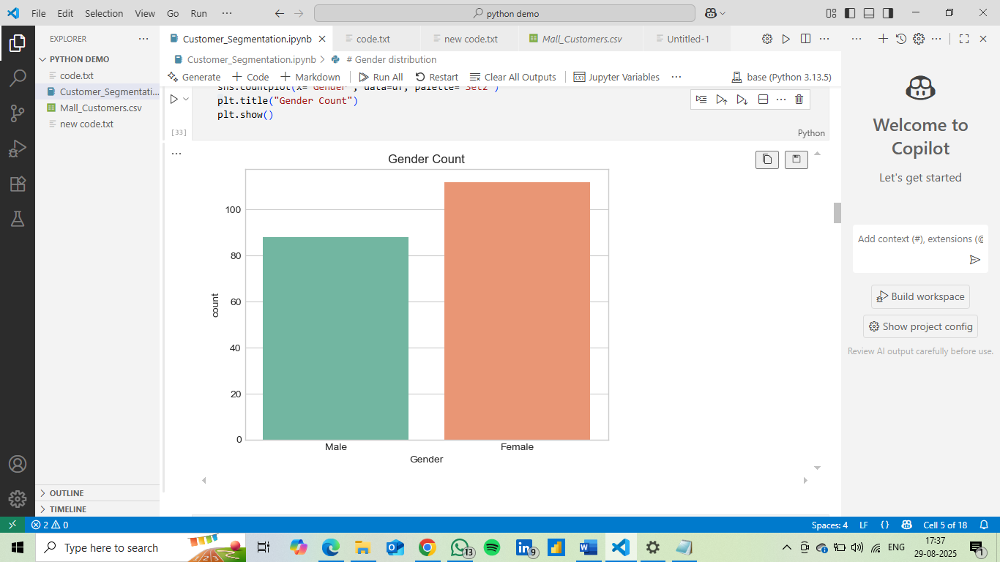 File Edit Selection View Go Run ··· python demo
EXPLORER ···
PYTHON DEMO
code.txt
Customer_Segmentati...
Mall_Customers.csv
new code.txt
OUTLINE
TIMELINE
Customer_Segmentation.ipynb code.txt new code.txt Mall_Customers.csv Untitled-1
Customer_Segmentation.ipynb > # Gender distribution
Generate + Code + Markdown Run All Restart Clear All Outputs Jupyter Variables ··· base (Python 3.13.5)
sns.countplot(x='Gender', data=df, palette='Set2')
plt.title("Gender Count")
plt.show()
[33] Python
Gender Count
100
80
60
40
20
0
count
Male Female
Gender
Welcome to
Copilot
Let's get started
Add context (#), extensions (@
Build workspace
Show project config
Review AI output carefully before use.
2 0 Spaces: 4 LF {} Cell 5 of 18
Type here to search 13 9 ENG 17:37
29-08-2025 1